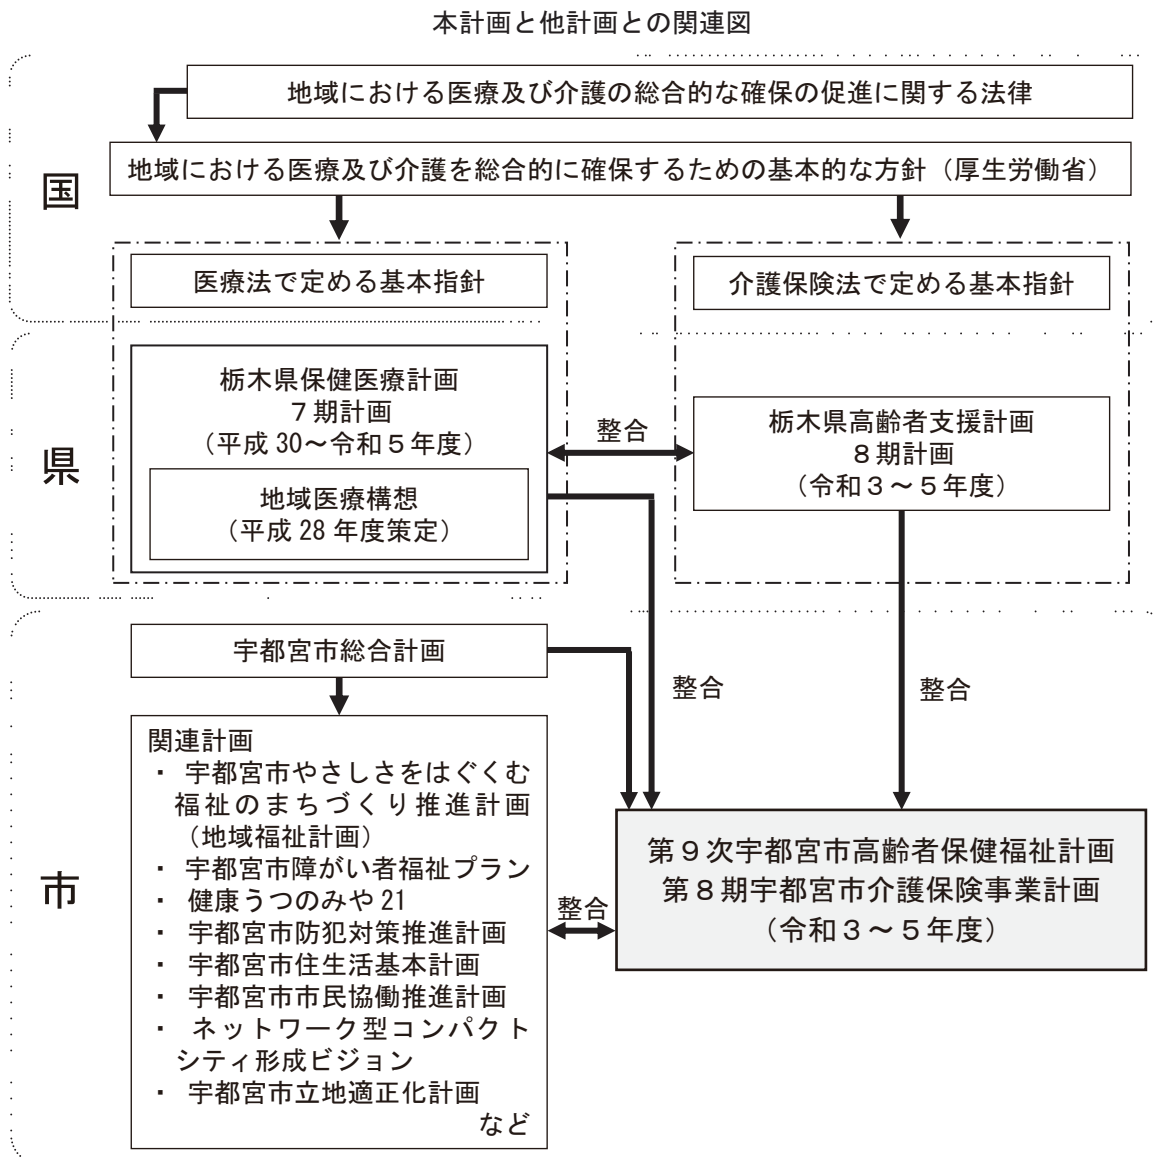 本計画と他計画との関連図
国
地域における医療及び介護の総合的な確保の促進に関する法律
地域における医療及び介護を総合的に確保するための基本的な方針（厚生労働省）
医療法で定める基本指針
介護保険法で定める基本指針
県
栃木県保健医療計画
７期計画
（平成30～令和５年度）
地域医療構想
（平成28年度策定）
整合
栃木県高齢者支援計画
８期計画
（令和３～５年度）
市
宇都宮市総合計画
整合
整合
関連計画
・ 宇都宮市やさしさをはぐくむ
福祉のまちづくり推進計画
（地域福祉計画）
・ 宇都宮市障がい者福祉プラン
・ 健康うつのみや21
・ 宇都宮市防犯対策推進計画
・ 宇都宮市住生活基本計画
・ 宇都宮市市民協働推進計画
・ ネットワーク型コンパクト
シティ形成ビジョン
・ 宇都宮市立地適正化計画
など
整合
第９次宇都宮市高齢者保健福祉計画
第８期宇都宮市介護保険事業計画
（令和３～５年度）